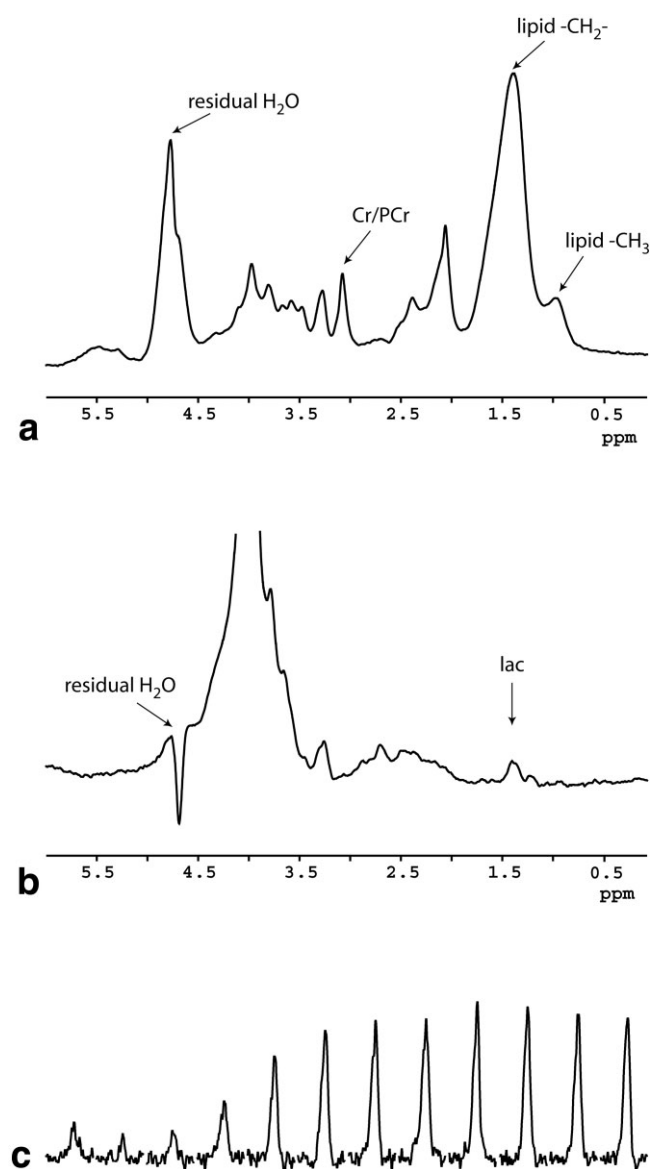 lipid -CH₂-
residual H₂O
Cr/PCr
lipid -CH₃
5.5 4.5 3.5 2.5 1.5 0.5
ppm
a
lac
residual H₂O
5.5 4.5 3.5 2.5 1.5 0.5
ppm
b
c